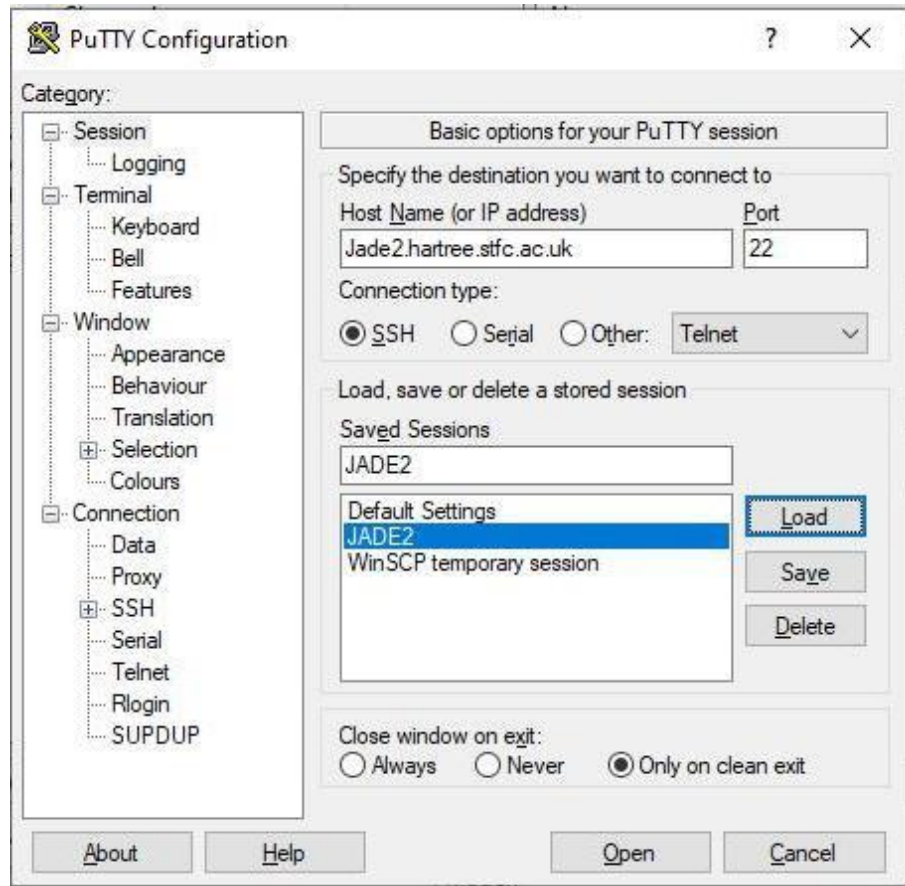 PuTTY Configuration
?
Category:
Session
Logging
Terminal
Keyboard
Bell
Features
Window
Appearance
Behaviour
Translation
Selection
Colours
Connection
Data
Proxy
SSH
Serial
Telnet
Rlogin
SUPDUP
Basic options for your PuTTY session
Specify the destination you want to connect to
Host Name (or IP address) Port
Jade2.hartree.stfc.ac.uk 22
Connection type:
SSH Serial Other: Telnet
Load, save or delete a stored session
Saved Sessions
JADE2
Default Settings
JADE2
WinSCP temporary session
Load
Save
Delete
Close window on exit:
Always Never Only on clean exit
About Help Open Cancel